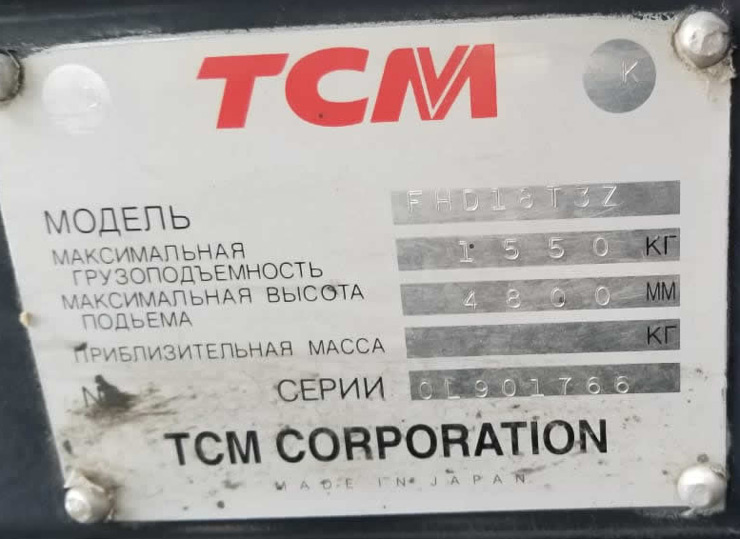 TCM
K
МОДЕЛЬ FHD18T3Z
МАКСИМАЛЬНАЯ
ГРУЗОПОДЪЕМНОСТЬ 1550 КГ
МАКСИМАЛЬНАЯ ВЫСОТА
ПОДЬЕМА 4800 ММ
ПРИБЛИЗИТЕЛЬНАЯ МАССА КГ
СЕРИИ 0L901766
TCM CORPORATION
MADE IN JAPAN